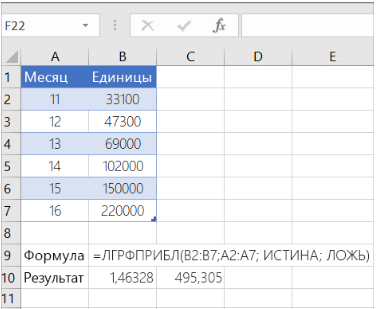 F22 fx
A B C D E
1 Месяц Единицы
2 11 33100
3 12 47300
4 13 69000
5 14 102000
6 15 150000
7 16 220000
8
9 Формула =ЛГРФПРИБЛ(B2:B7;A2:A7; ИСТИНА; ЛОЖЬ)
10 Результат 1,46328 495,305
11